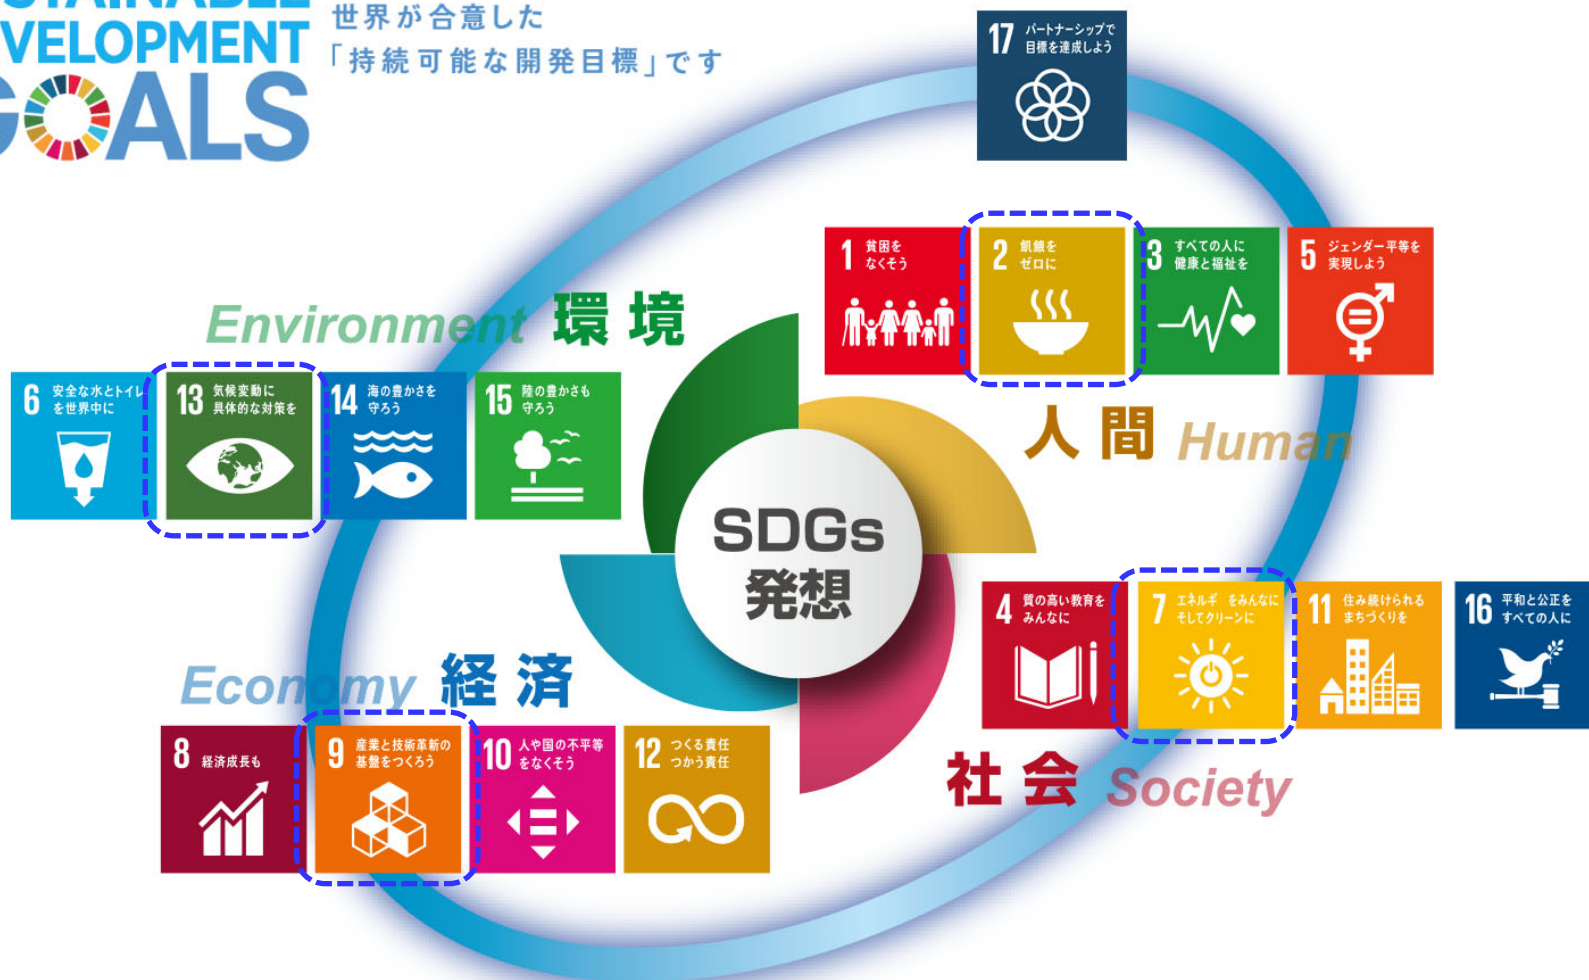 STAINABLE
VELOPMENT
GOALS
世界が合意した
「持続可能な開発目標」です
17 パートナーシップで
目標を達成しよう
1 貧困を
なくそう
2 飢餓を
ゼロに
3 すべての人に
健康と福祉を
5 ジェンダー平等を
実現しよう
Environment 環境
人間 Human
6 安全な水とトイレ
を世界中に
13 気候変動に
具体的な対策を
14 海の豊かさを
守ろう
15 陸の豊かさも
守ろう
SDGs
発想
4 質の高い教育を
みんなに
7 エネルギ をみんなに
そしてクリーンに
11 住み続けられる
まちづくりを
16 平和と公正を
すべての人に
Economy 経済
8 経済成長も
9 産業と技術革新の
基盤をつくろう
10 人や国の不平等
をなくそう
12 つくる責任
つかう責任
社会 Society